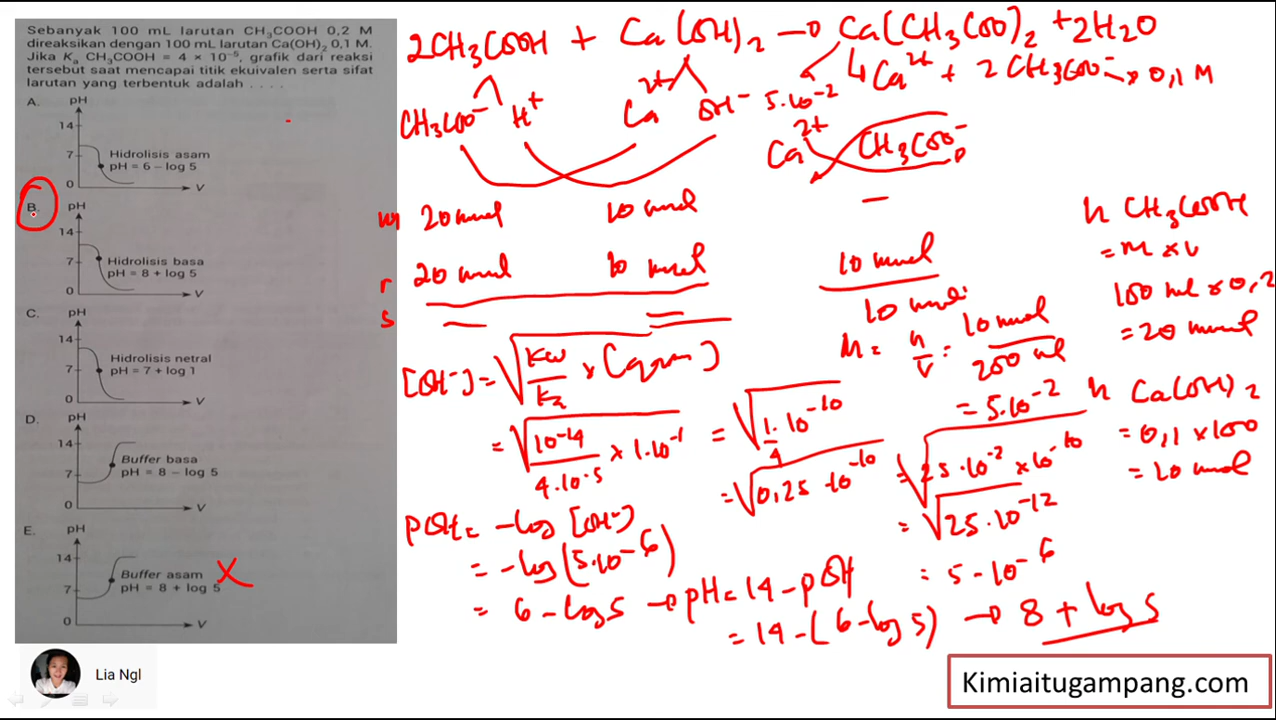 Sebanyak 100 mL larutan CH₃COOH 0,2 M
direaksikan dengan 100 mL larutan Ca(OH)₂ 0,1 M.
Jika Kₐ CH₃COOH = 4 × 10⁻⁵, grafik dari reaksi
tersebut saat mencapai titik ekuivalen serta sifat
larutan yang terbentuk adalah . . . .
A.
pH
14
7
0
V
Hidrolisis asam
pH = 6 – log 5
B.
pH
14
7
0
V
Hidrolisis basa
pH = 8 + log 5
C.
pH
14
7
0
V
Hidrolisis netral
pH = 7 + log 1
D.
pH
14
7
0
V
Buffer basa
pH = 8 – log 5
E.
pH
14
7
0
V
Buffer asam
pH = 8 + log 5
X
2CH3COOH + Ca(OH)2 → Ca(CH3COO)2 + 2H2O
Ca2+ + 2CH3COO- → 0,1 M
5.10-2
CH3COO- H+ Ca2+ OH-
Ca2+ CH3COO-
m 20 mmol 10 mmol –
r 20 mmol 10 mmol 10 mmol
s – – 10 mmol
n CH3COOH
= M x V
100 ml x 0,2
= 20 mmol
n Ca(OH)2
= 0,1 x 100
= 10 mmol
M = n/V = 10 mmol/200 ml
= 5.10-2
[OH-] = √Kw/Ka x [garam]
= √10-14/4.10-5 x 1.10-1 = √1/4 . 10-10
= √0,25 . 10-10 = √25.10-2 x 10-10
= √25.10-12
= 5.10-6
pOH = -log [OH-]
= -log (5.10-6)
= 6 - log 5 → pH = 14 - pOH
= 14 - (6 - log 5) → 8 + log 5
Lia Ngl
Kimiaitugampang.com